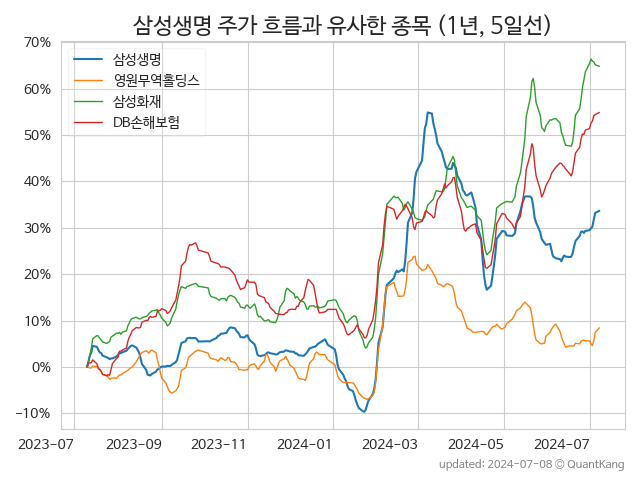 삼성생명 주가 흐름과 유사한 종목 (1년, 5일선)
70%
60%
50%
40%
30%
20%
10%
0%
−10%
삼성생명
영원무역홀딩스
삼성화재
DB손해보험
2023-07 2023-09 2023-11 2024-01 2024-03 2024-05 2024-07
updated: 2024-07-08 ⓒ QuantKang